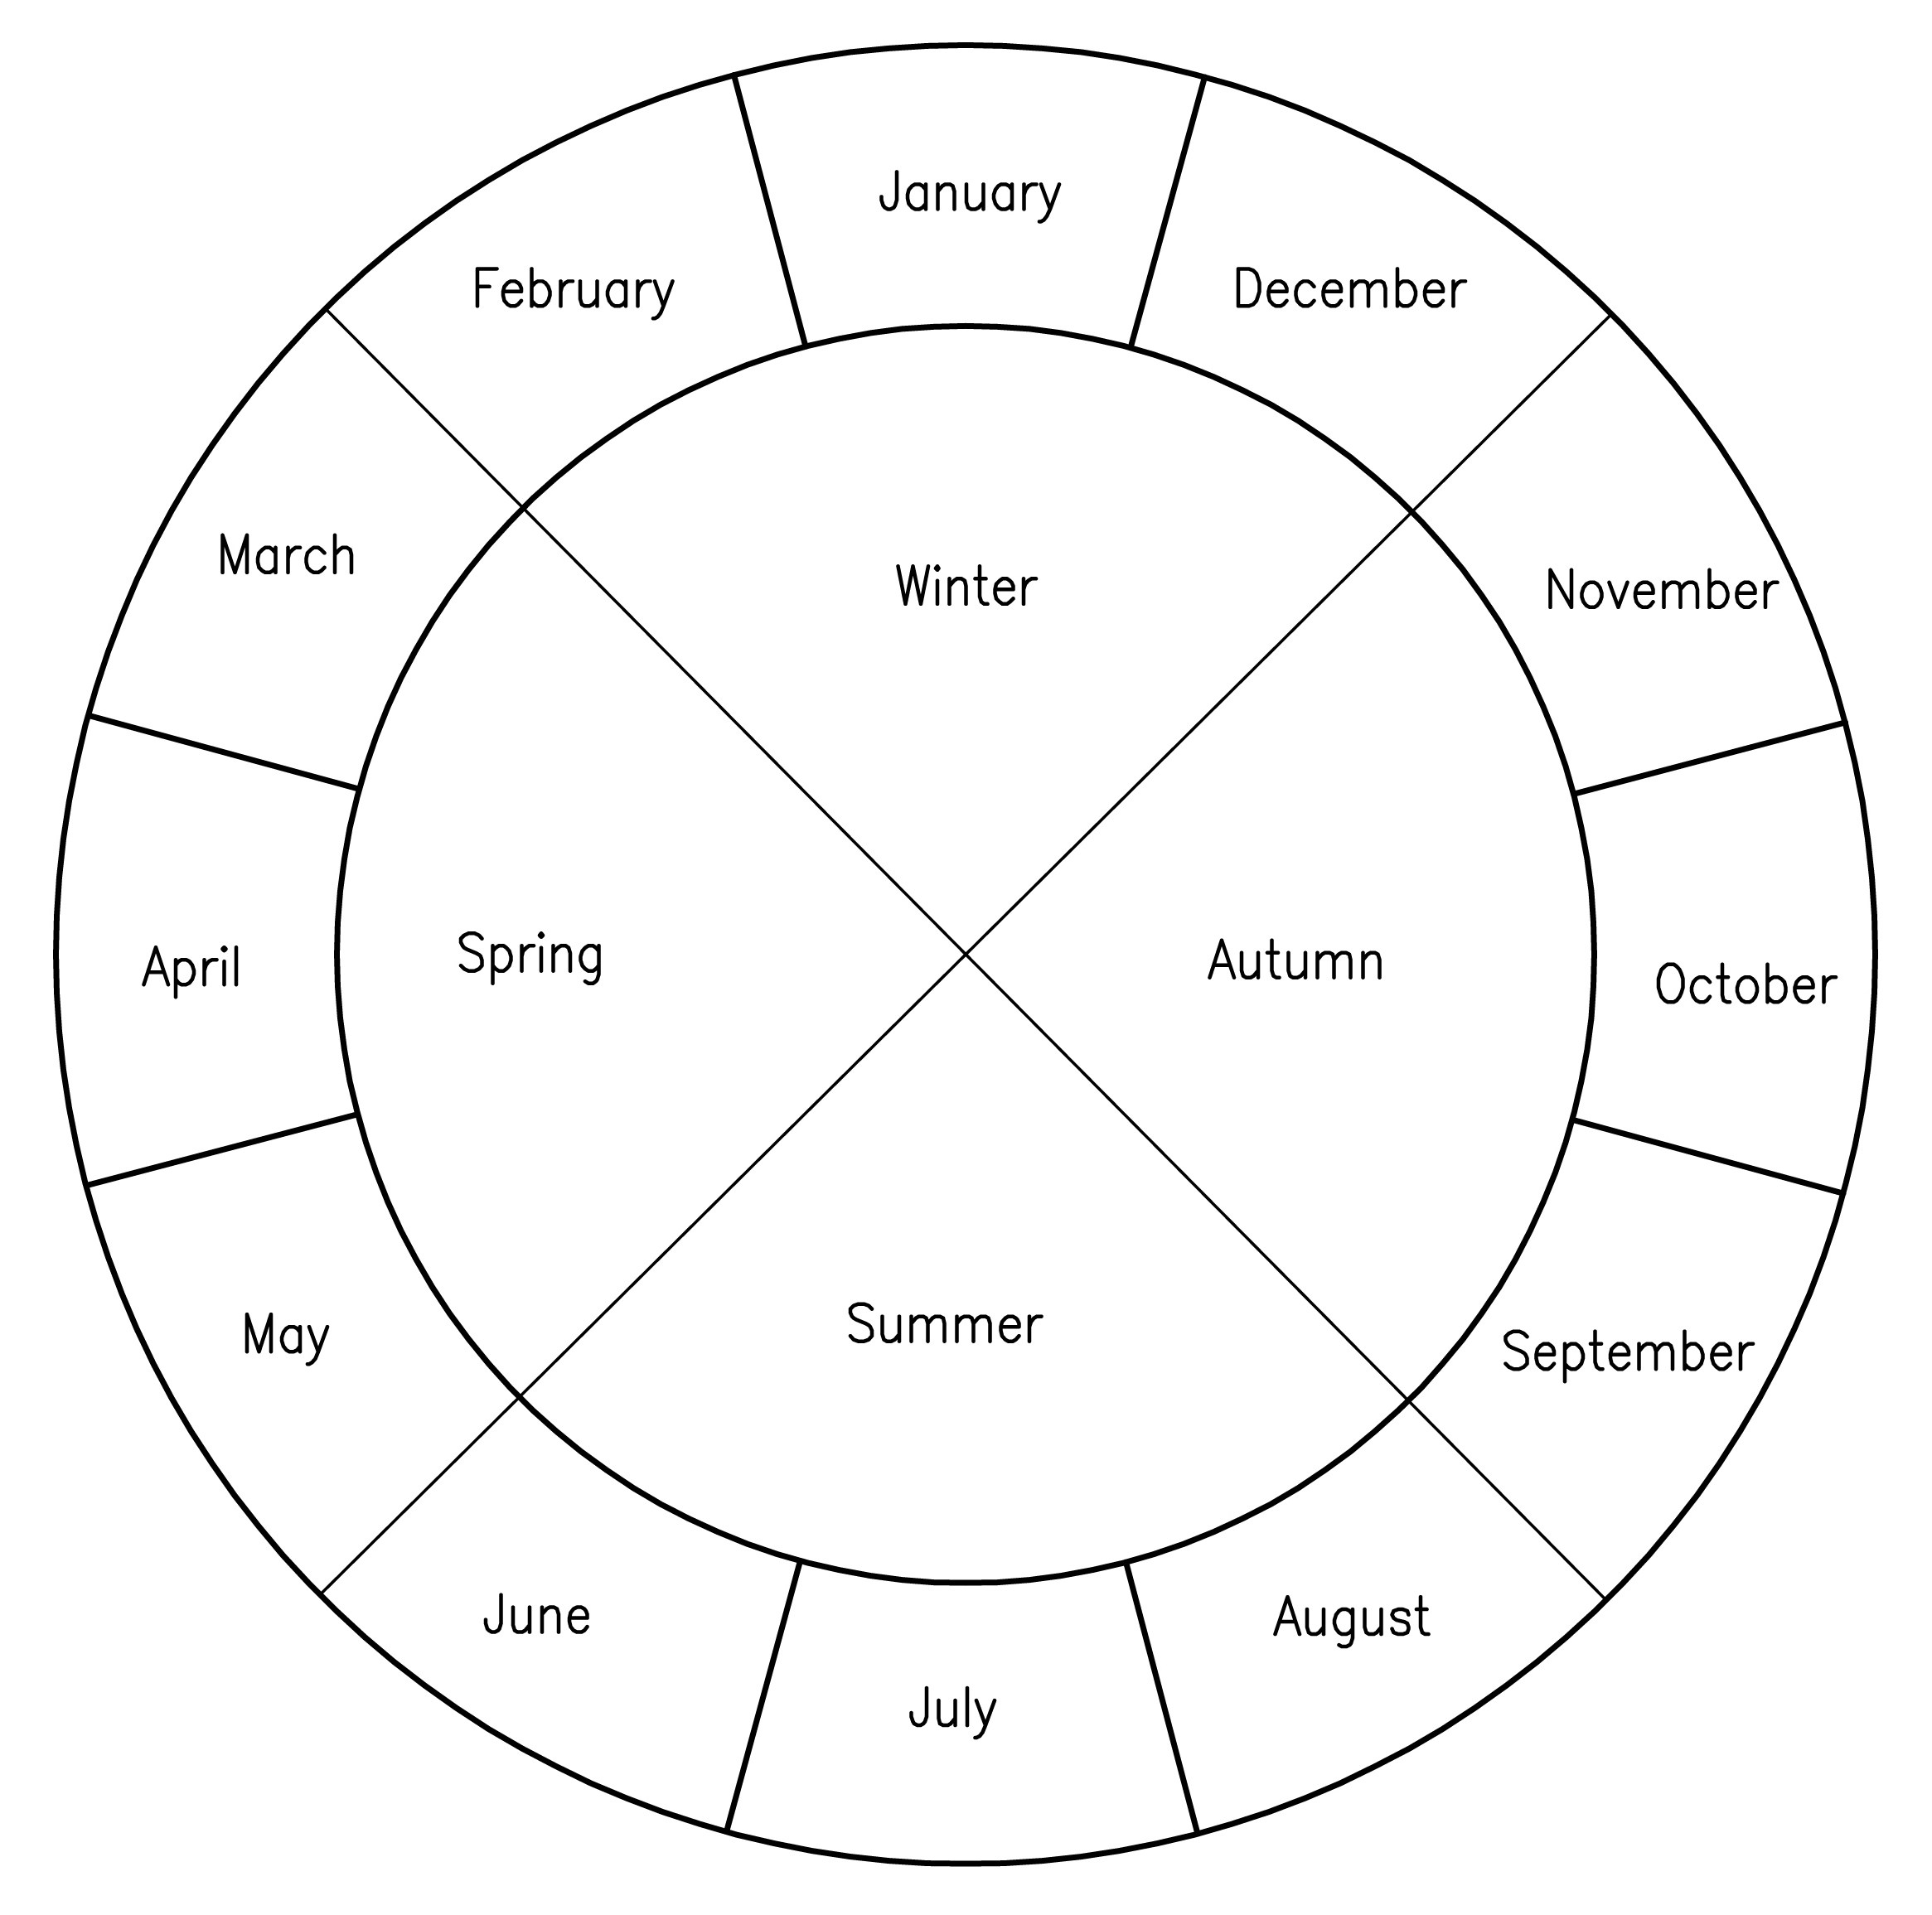 January
February
December
March
Winter
November
April
Spring
Autumn
October
May
Summer
September
June
August
July